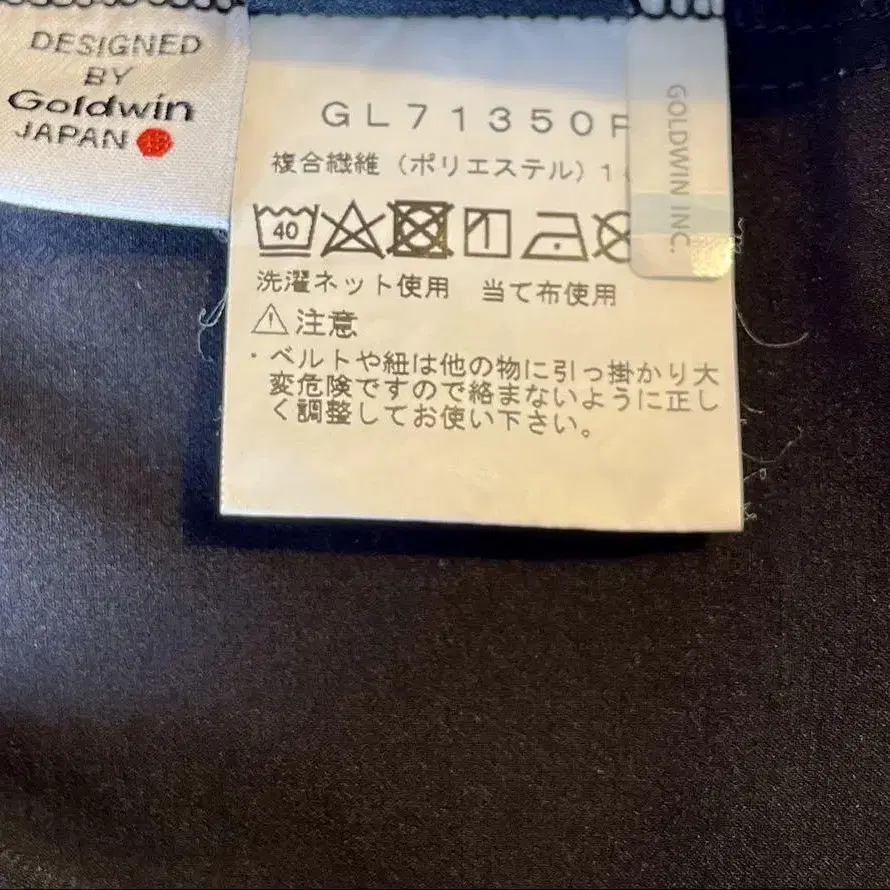 DESIGNED
BY
Goldwin
JAPAN
GL71350P
複合繊維（ポリエステル）1
40
洗濯ネット使用 当て布使用
注意
・ベルトや紐は他の物に引っ掛かり大
変危険ですので絡まないように正し
く調整してお使い下さい。
GOLDWIN INC.